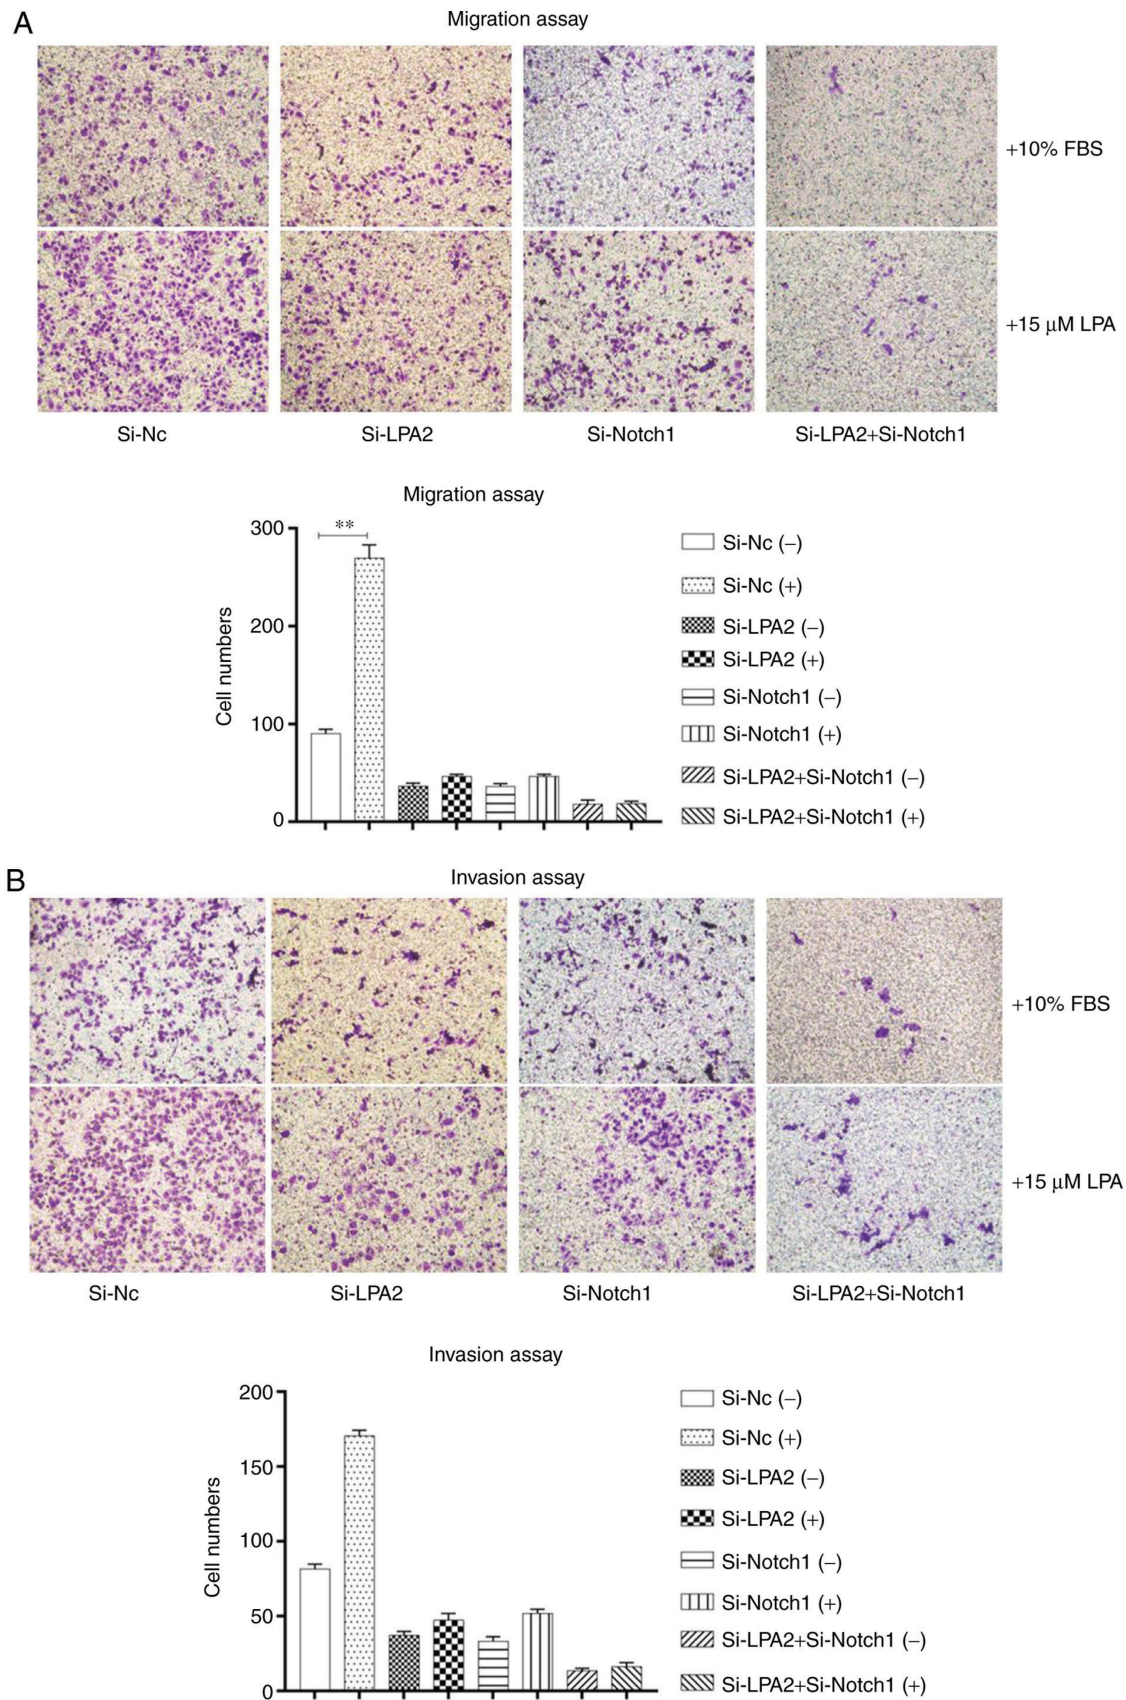 A
Migration assay
+10% FBS
+15 μM LPA
Si-Nc
Si-LPA2
Si-Notch1
Si-LPA2+Si-Notch1
Migration assay
300
200
100
0
Cell numbers
**
Si-Nc (−)
Si-Nc (+)
Si-LPA2 (−)
Si-LPA2 (+)
Si-Notch1 (−)
Si-Notch1 (+)
Si-LPA2+Si-Notch1 (−)
Si-LPA2+Si-Notch1 (+)
B
Invasion assay
+10% FBS
+15 μM LPA
Si-Nc
Si-LPA2
Si-Notch1
Si-LPA2+Si-Notch1
Invasion assay
200
150
100
50
0
Cell numbers
Si-Nc (−)
Si-Nc (+)
Si-LPA2 (−)
Si-LPA2 (+)
Si-Notch1 (−)
Si-Notch1 (+)
Si-LPA2+Si-Notch1 (−)
Si-LPA2+Si-Notch1 (+)